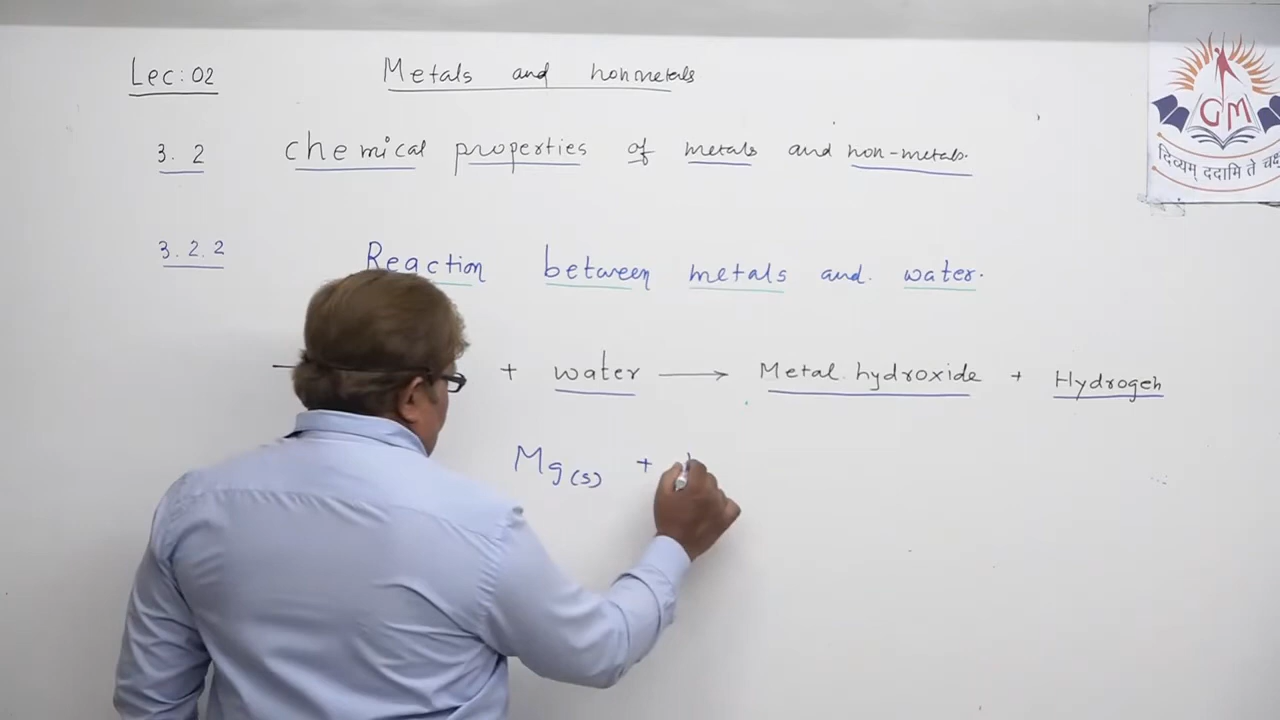 Lec: 02 Metals and nonmetals
GM
दिव्यम् ददामि ते
3. 2 chemical properties of metals and non-metals.
3. 2. 2 Reaction between metals and. water.
+ water → Metal hydroxide + Hydrogen
Mg(s) +